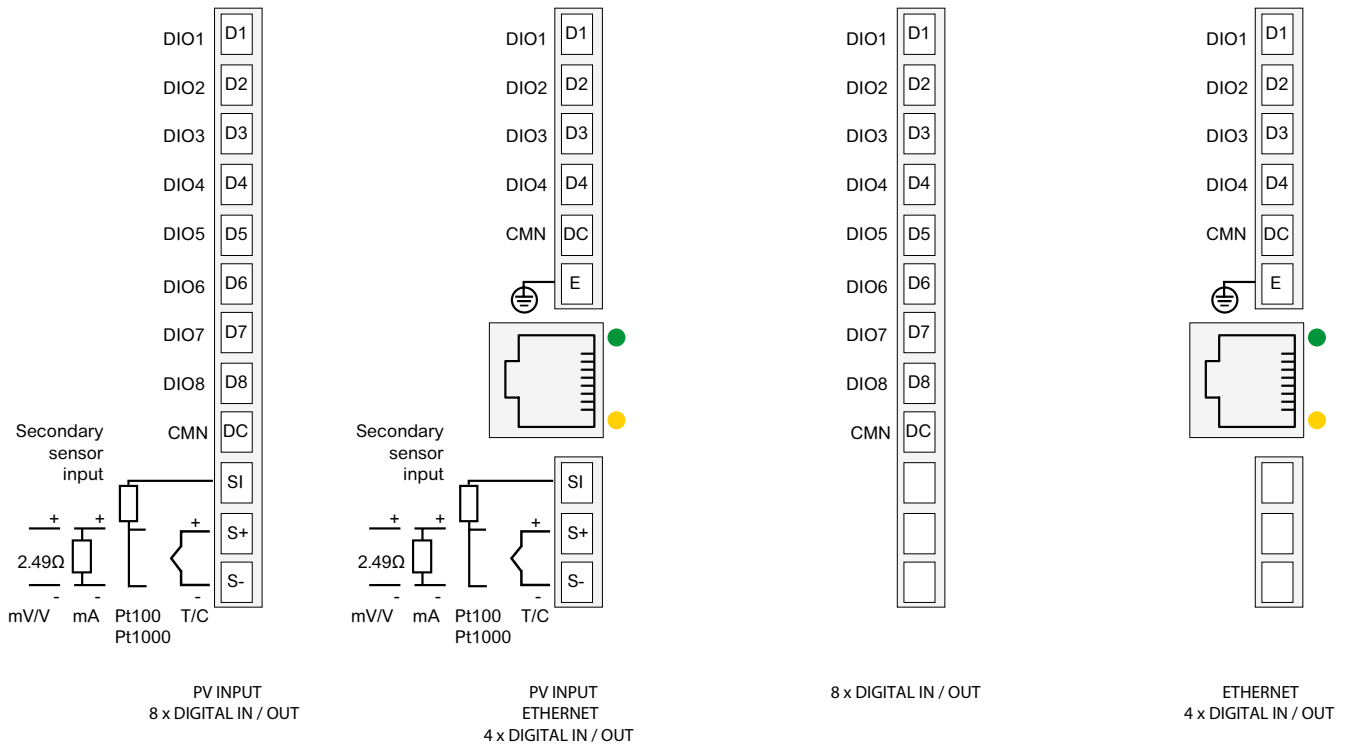 DIO1 D1
DIO2 D2
DIO3 D3
DIO4 D4
DIO5 D5
DIO6 D6
DIO7 D7
DIO8 D8
CMN DC
Secondary
sensor
input
SI
+ + + S+
2.49Ω
- - - S-
mV/V mA Pt100 T/C
Pt1000
PV INPUT
8 x DIGITAL IN / OUT
DIO1 D1
DIO2 D2
DIO3 D3
DIO4 D4
CMN DC
E
Secondary
sensor
input
SI
+ + + S+
2.49Ω
- - - S-
mV/V mA Pt100 T/C
Pt1000
PV INPUT
ETHERNET
4 x DIGITAL IN / OUT
DIO1 D1
DIO2 D2
DIO3 D3
DIO4 D4
DIO5 D5
DIO6 D6
DIO7 D7
DIO8 D8
CMN DC
8 x DIGITAL IN / OUT
DIO1 D1
DIO2 D2
DIO3 D3
DIO4 D4
CMN DC
E
ETHERNET
4 x DIGITAL IN / OUT